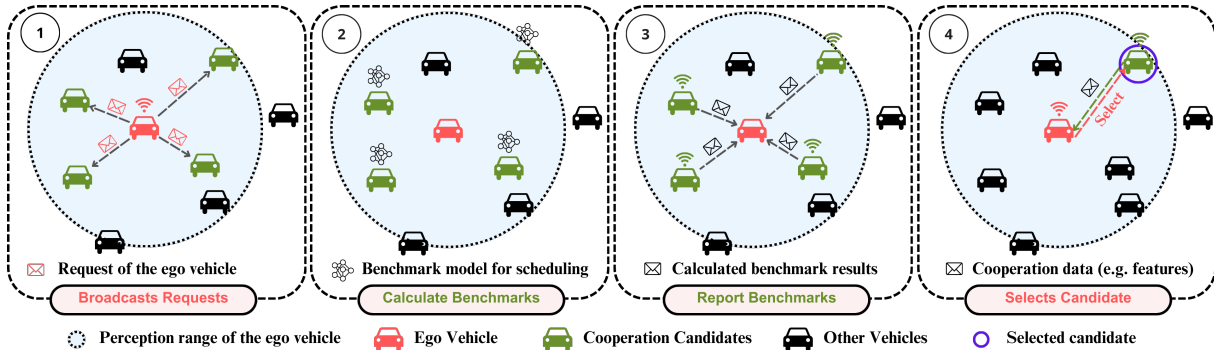 1
2
3
4
Select
Request of the ego vehicle
Benchmark model for scheduling
Calculated benchmark results
Cooperation data (e.g. features)
Broadcasts Requests
Calculate Benchmarks
Report Benchmarks
Selects Candidate
Perception range of the ego vehicle
Ego Vehicle
Cooperation Candidates
Other Vehicles
Selected candidate